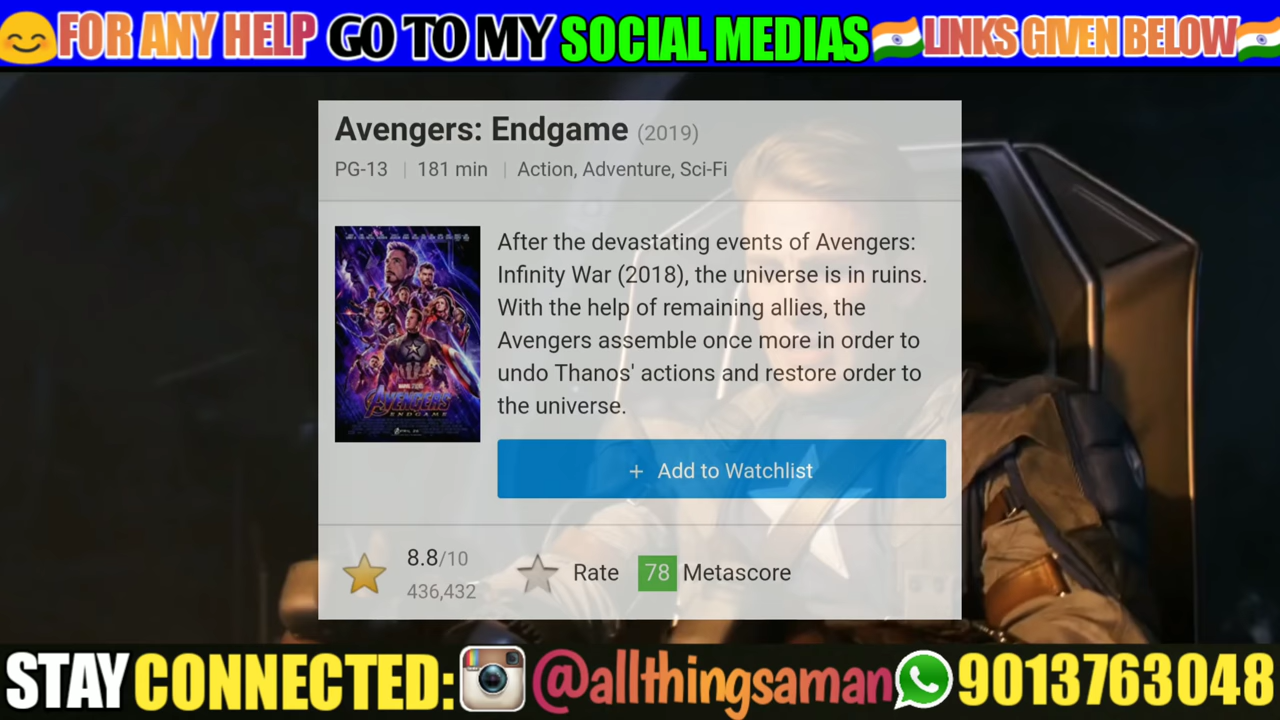 FOR ANY HELP GO TO MY SOCIAL MEDIAS LINKS GIVEN BELOW
Avengers: Endgame (2019)
PG-13 | 181 min | Action, Adventure, Sci-Fi
After the devastating events of Avengers:
Infinity War (2018), the universe is in ruins.
With the help of remaining allies, the
Avengers assemble once more in order to
undo Thanos' actions and restore order to
the universe.
AVENGERS
ENDGAME
+ Add to Watchlist
8.8/10
436,432
Rate
78 Metascore
STAY CONNECTED: @allthingsaman 9013763048